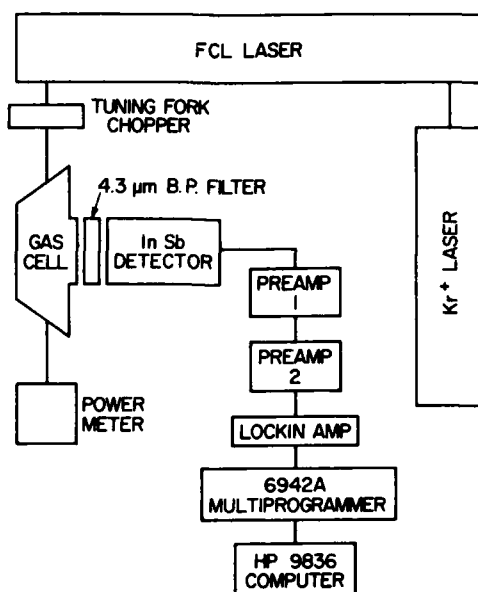 FCL LASER
TUNING FORK
CHOPPER
4.3 µm B.P. FILTER
GAS
CELL
In Sb
DETECTOR
Kr+ LASER
PREAMP
1
PREAMP
2
POWER
METER
LOCKIN AMP
6942A
MULTIPROGRAMMER
HP 9836
COMPUTER